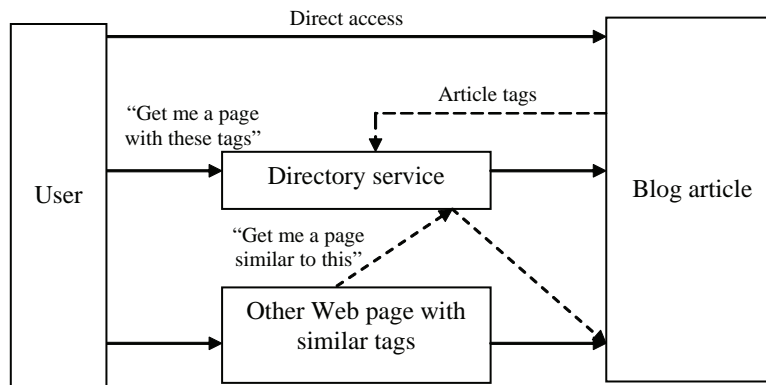 Direct access
“Get me a page
with these tags”
Article tags
User
Directory service
Blog article
“Get me a page
similar to this”
Other Web page with
similar tags